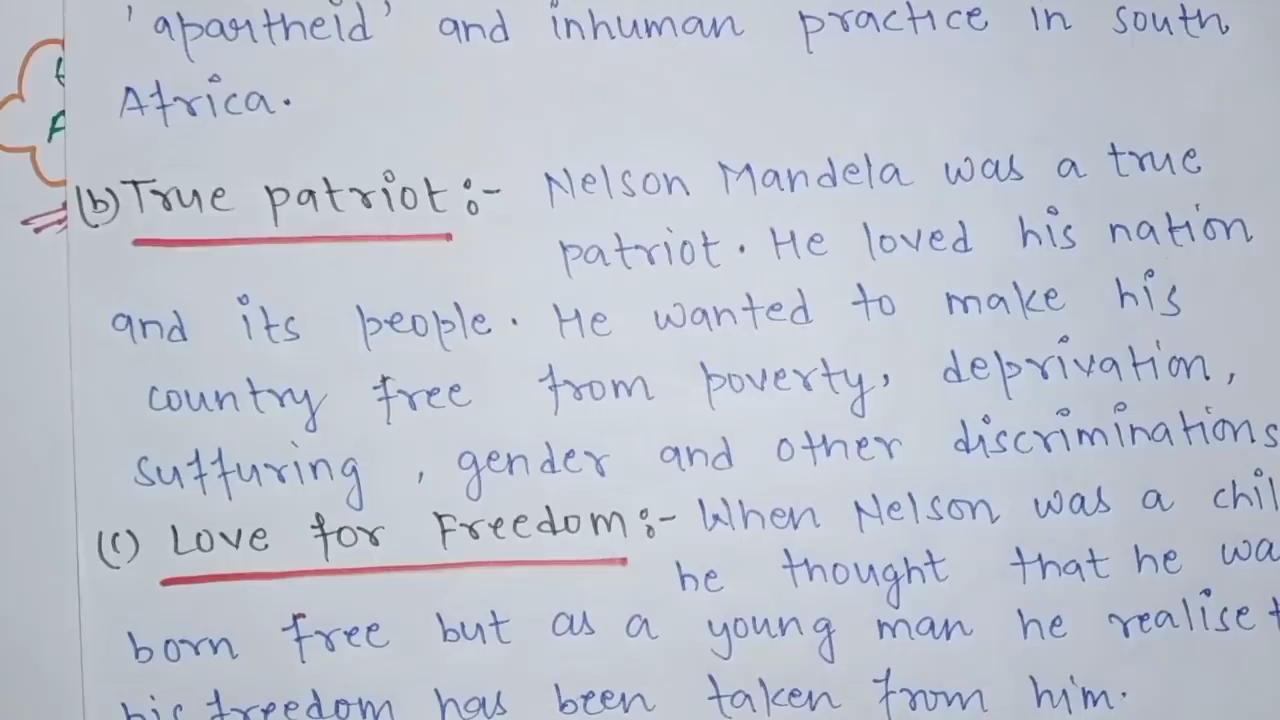 'apartheid' and inhuman practice in south
Africa.
(b) True patriot :- Nelson Mandela was a true
patriot. He loved his nation
and its people. He wanted to make his
country free from poverty, deprivation,
suffuring, gender and other discriminations
(c) Love for Freedom :- When Nelson was a chil
he thought that he wa
born free but as a young man he realise t
his freedom has been taken from him.